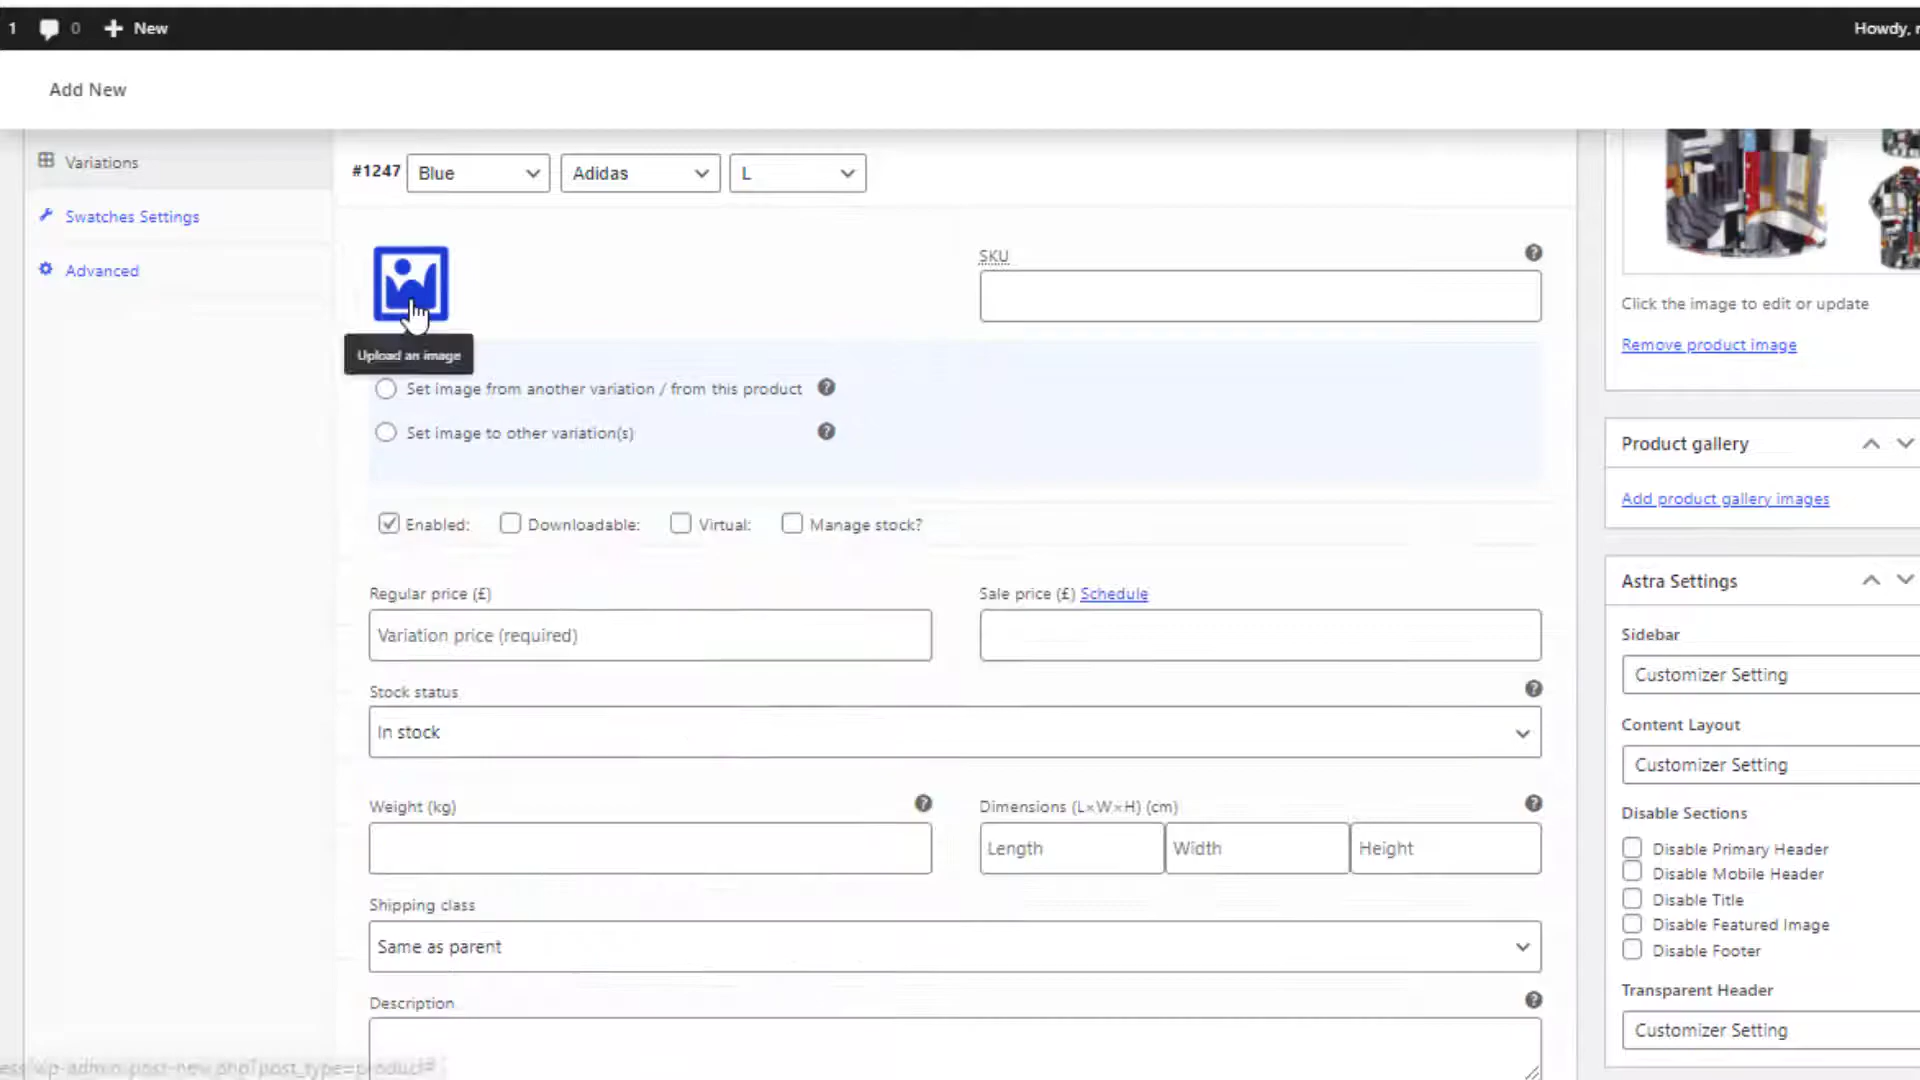 1 0 New
Howdy,
Add New
Variations
#1247 Blue Adidas L
Swatches Settings
Advanced
SKU
Upload an image
Set image from another variation / from this product
Set image to other variation(s)
Enabled: Downloadable: Virtual: Manage stock?
Regular price (£)
Variation price (required)
Sale price (£) Schedule
Stock status
In stock
Weight (kg)
Dimensions (L×W×H) (cm)
Length Width Height
Shipping class
Same as parent
Description
Click the image to edit or update
Remove product image
Product gallery
Add product gallery images
Astra Settings
Sidebar
Customizer Setting
Content Layout
Customizer Setting
Disable Sections
Disable Primary Header
Disable Mobile Header
Disable Title
Disable Featured Image
Disable Footer
Transparent Header
Customizer Setting